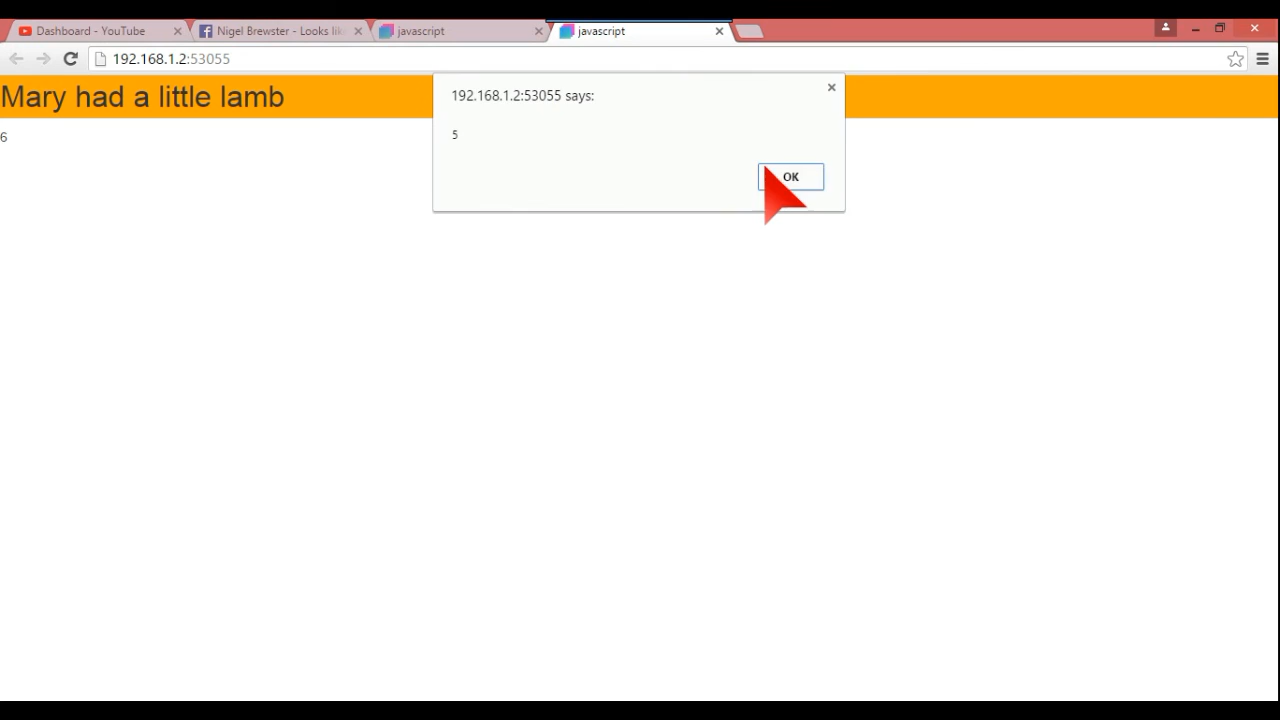 Dashboard - YouTube
Nigel Brewster - Looks lik
javascript
javascript
192.168.1.2:53055
Mary had a little lamb
6
192.168.1.2:53055 says:
5
OK